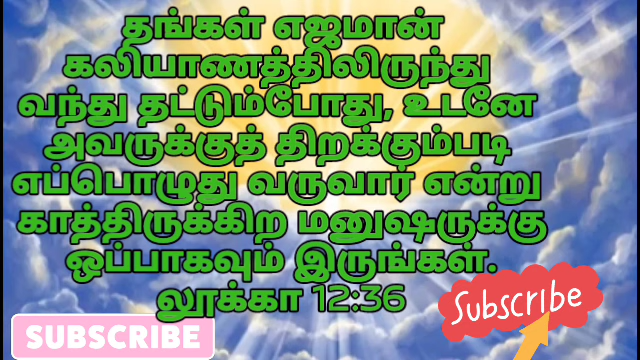 தங்கள் எஜமான்
கலியாணத்திலிருந்து
வந்து தட்டும்போது, உடனே
அவருக்குத் திறக்கும்படி
எப்பொழுது வருவார் என்று
காத்திருக்கிற மனுஷருக்கு
ஒப்பாகவும் இருங்கள்.
லூக்கா 12:36
Subscribe
SUBSCRIBE